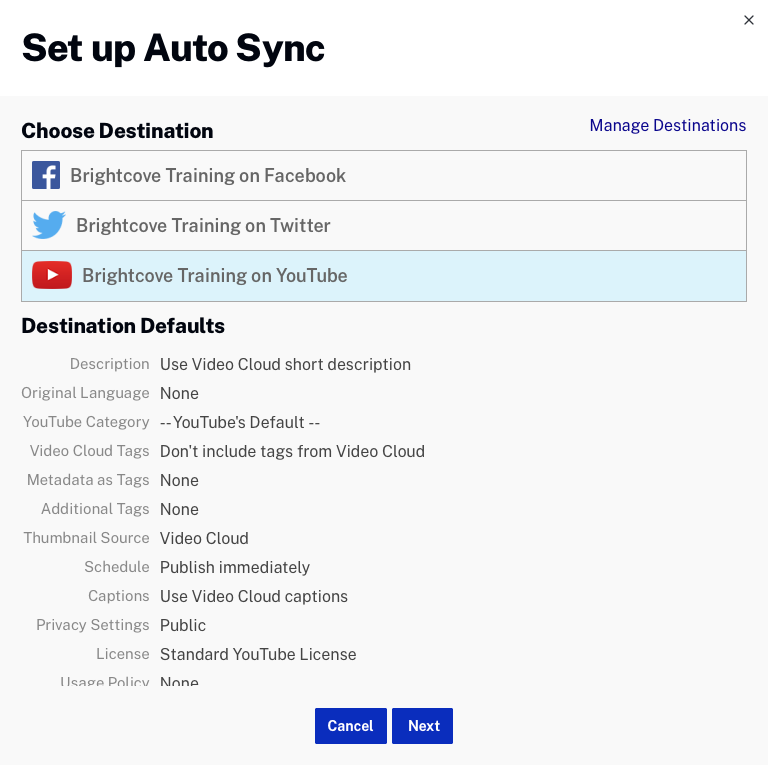 Set up Auto Sync
Choose Destination
Manage Destinations
Brightcove Training on Facebook
Brightcove Training on Twitter
Brightcove Training on YouTube
Destination Defaults
Description Use Video Cloud short description
Original Language None
YouTube Category -- YouTube's Default --
Video Cloud Tags Don't include tags from Video Cloud
Metadata as Tags None
Additional Tags None
Thumbnail Source Video Cloud
Schedule Publish immediately
Captions Use Video Cloud captions
Privacy Settings Public
License Standard YouTube License
Usage Policy None
Cancel Next